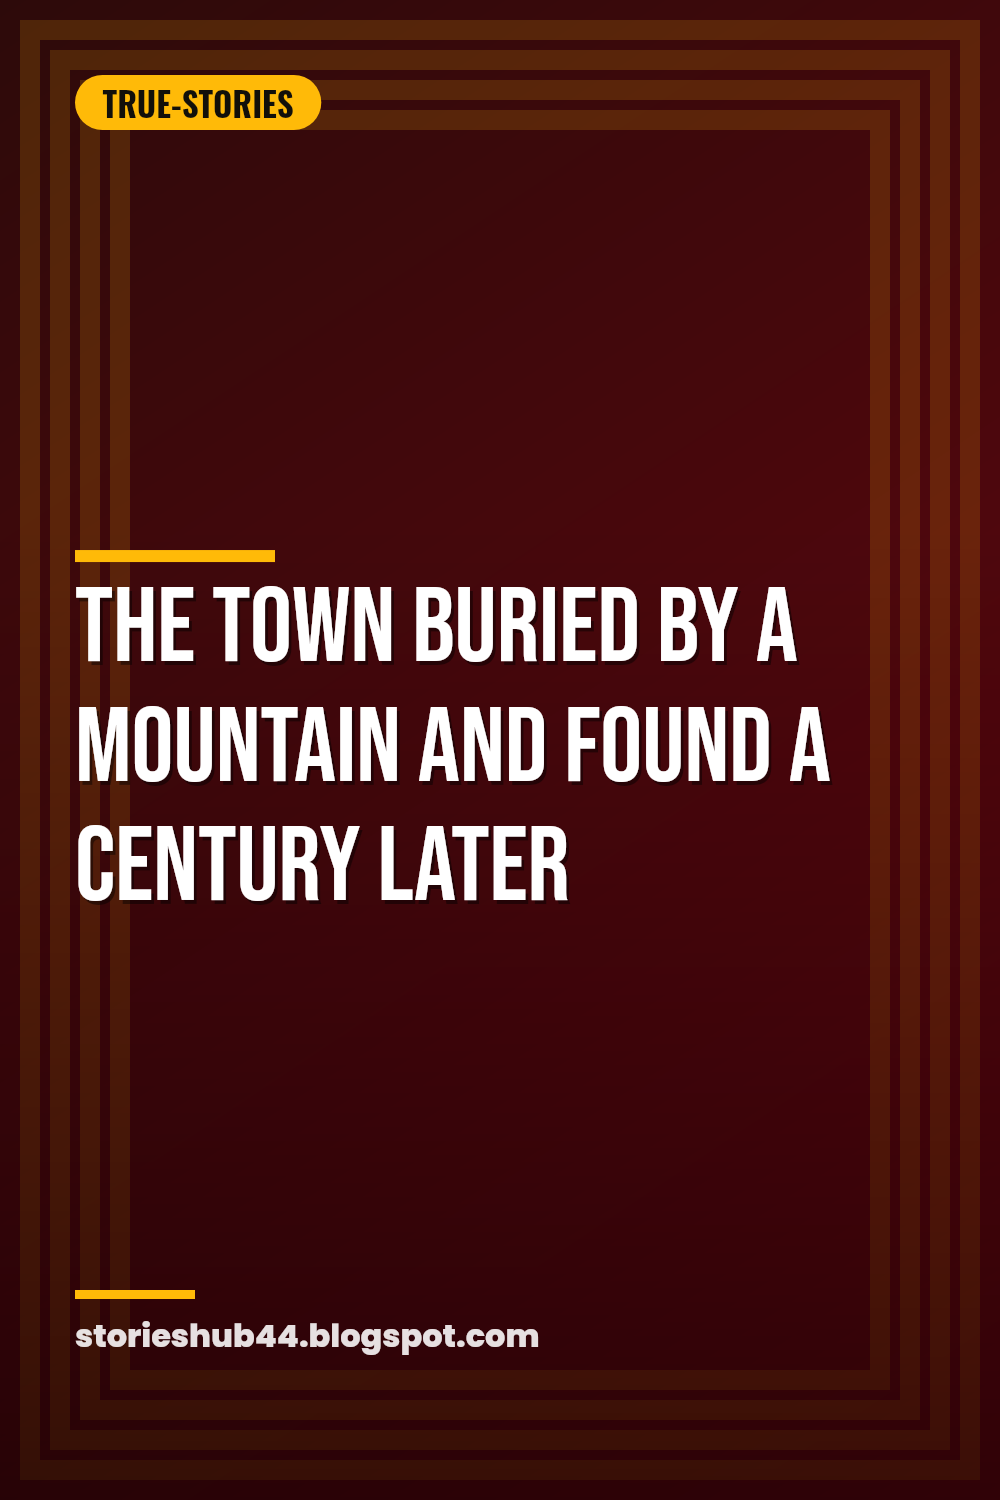 TRUE-STORIES
THE TOWN BURIED BY A
MOUNTAIN AND FOUND A
CENTURY LATER
storieshub44.blogspot.com